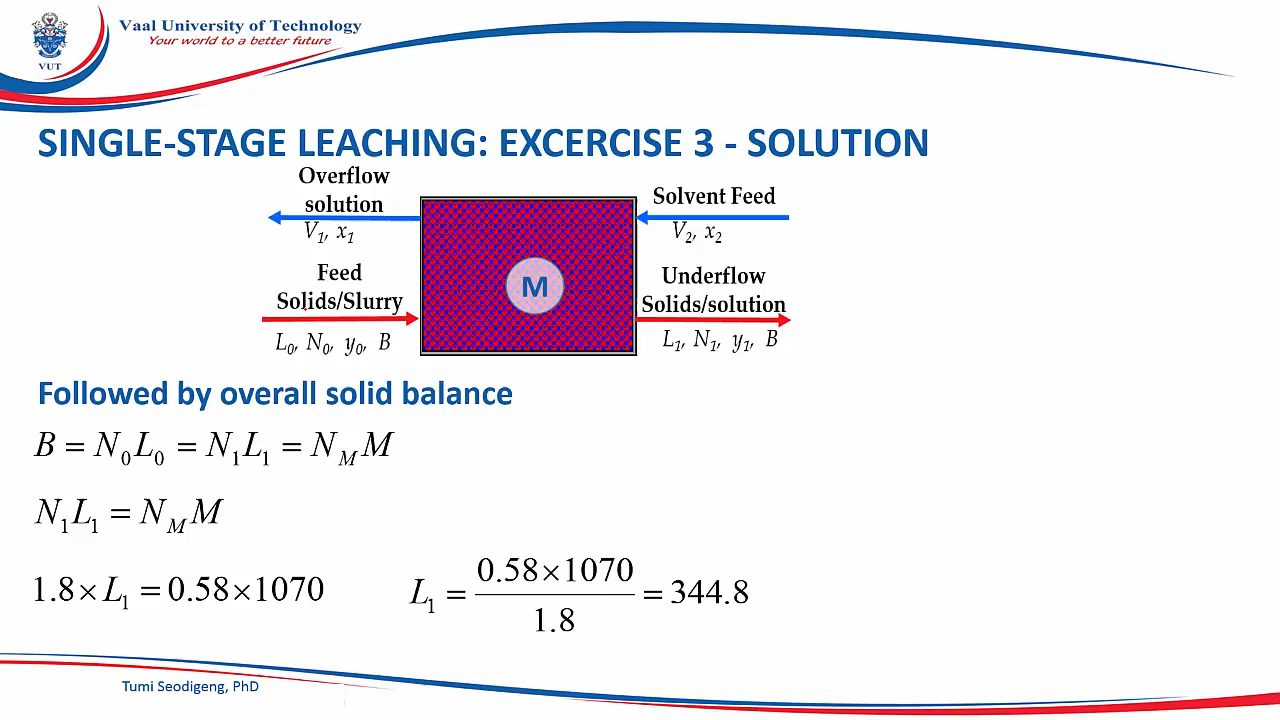 Vaal University of Technology
Your world to a better future
VUT
SINGLE-STAGE LEACHING: EXCERCISE 3 - SOLUTION
Overflow
solution
V₁, x₁
Solvent Feed
V₂, x₂
M
Feed
Solids/Slurry
L₀, N₀, y₀, B
Underflow
Solids/solution
L₁, N₁, y₁, B
Followed by overall solid balance
B = N₀L₀ = N₁L₁ = N_M M
N₁L₁ = N_M M
1.8 × L₁ = 0.58×1070
L₁ = 0.58×1070 / 1.8 = 344.8
Tumi Seodigeng, PhD